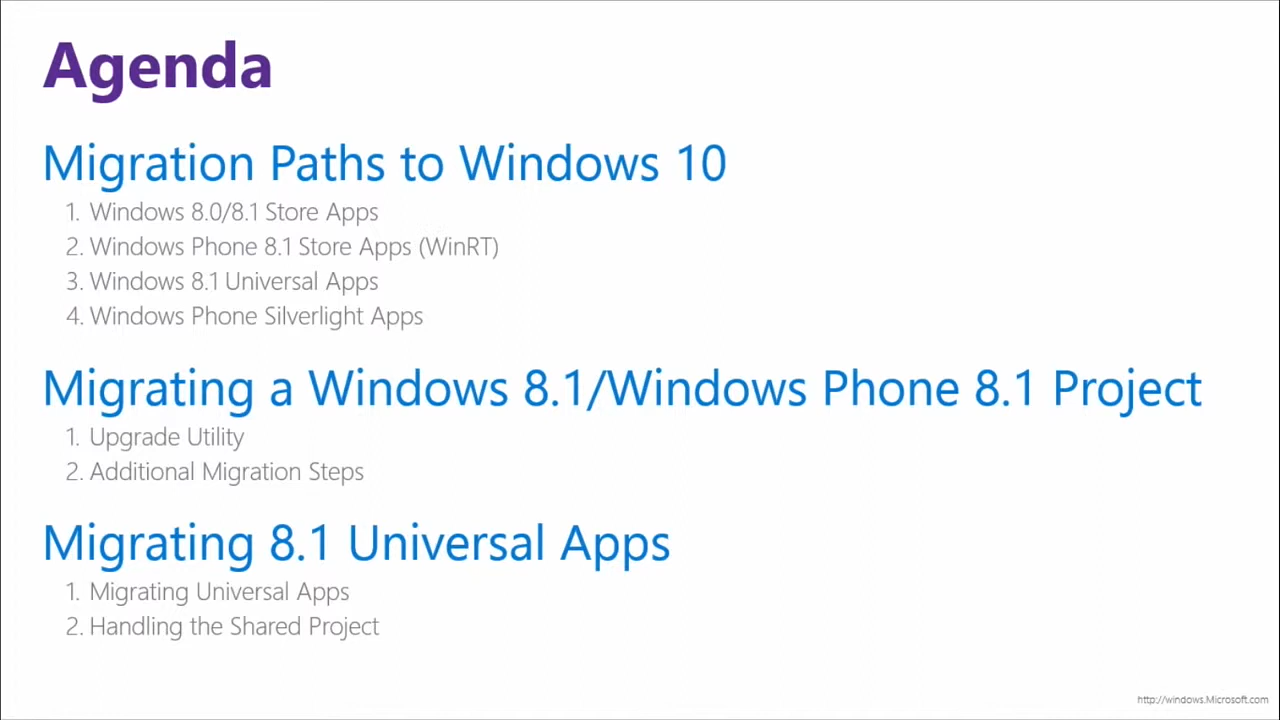 Agenda
Migration Paths to Windows 10
1. Windows 8.0/8.1 Store Apps
2. Windows Phone 8.1 Store Apps (WinRT)
3. Windows 8.1 Universal Apps
4. Windows Phone Silverlight Apps
Migrating a Windows 8.1/Windows Phone 8.1 Project
1. Upgrade Utility
2. Additional Migration Steps
Migrating 8.1 Universal Apps
1. Migrating Universal Apps
2. Handling the Shared Project
http://windows.Microsoft.com